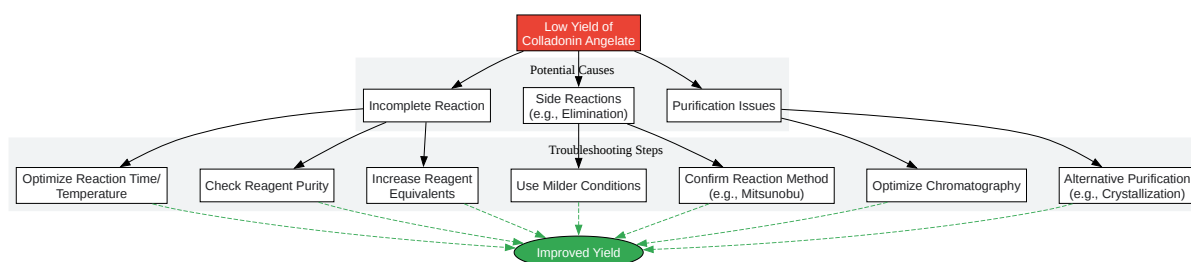 Low Yield of
Colladonin Angelate
Potential Causes
Incomplete Reaction
Side Reactions
(e.g., Elimination)
Purification Issues
Troubleshooting Steps
Optimize Reaction Time/
Temperature
Check Reagent Purity
Increase Reagent
Equivalents
Use Milder Conditions
Confirm Reaction Method
(e.g., Mitsunobu)
Optimize Chromatography
Alternative Purification
(e.g., Crystallization)
Improved Yield